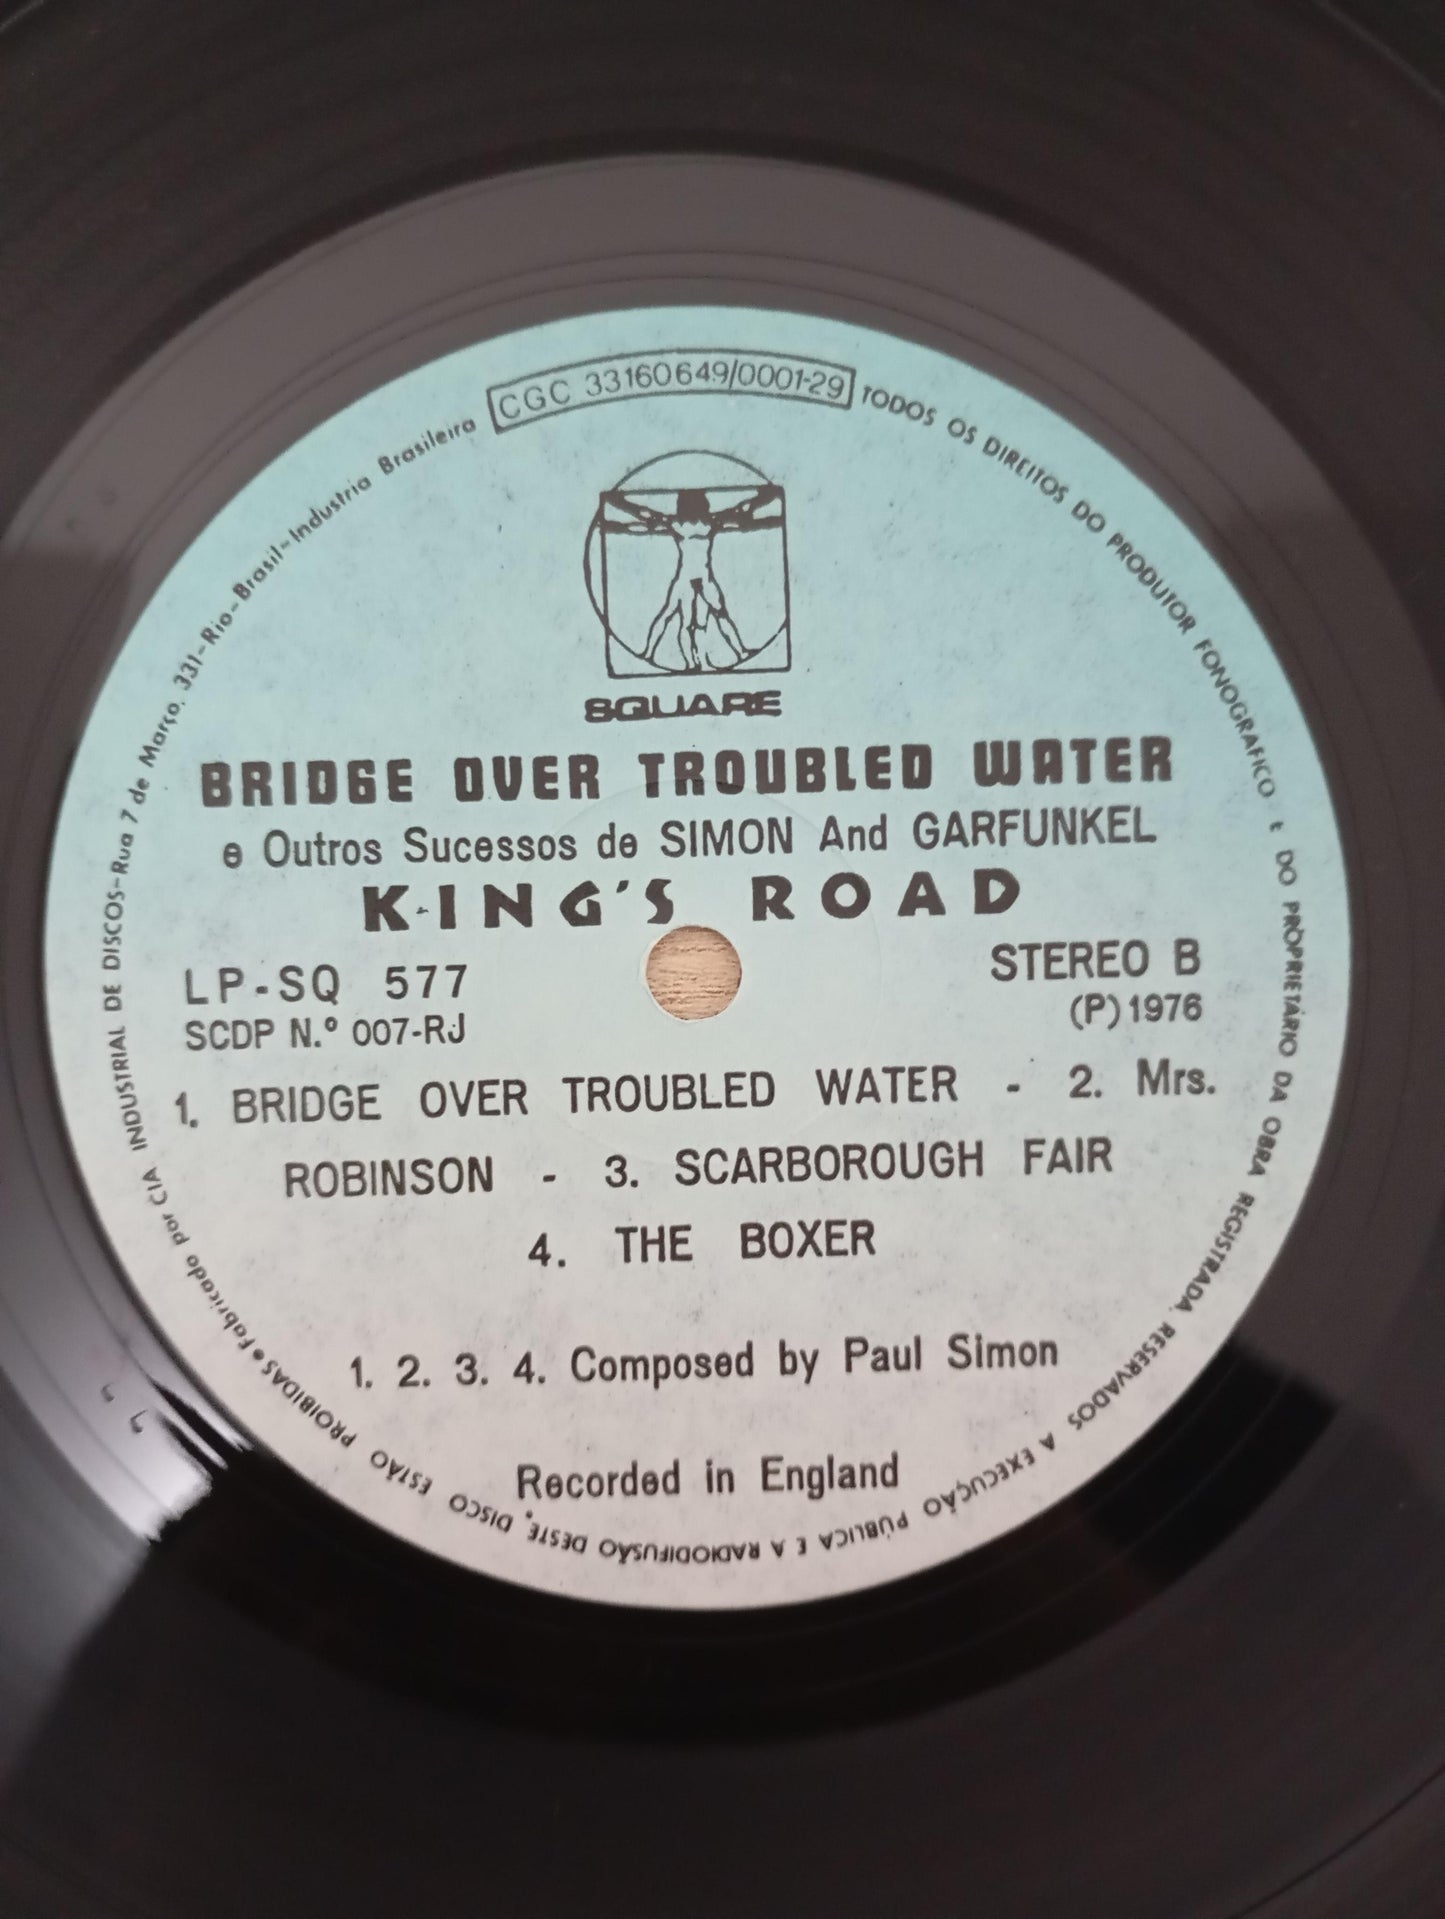 CGC 33160649/0001-29
TODOS OS DIREITOS DO PRODUTOR FONOGRAFICO E DO PROPRIETÁRIO DA OBRA REGISTRADA, RESERVADOS A EXECUÇÃO PÚBLICA E A RADIODIFUSÃO DESTE, DISCO ESTÃO PROIBIDAS • Fabricado por CIA INDUSTRIAL DE DISCOS-Rua 7 de Março, 331-Rio-Brasil-Industria Brasileira
SQUARE
BRIDGE OVER TROUBLED WATER
e Outros Sucessos de SIMON And GARFUNKEL
KING'S ROAD
LP-SQ 577
STEREO B
SCDP N.º 007-RJ
(P) 1976
1. BRIDGE OVER TROUBLED WATER - 2. Mrs.
ROBINSON - 3. SCARBOROUGH FAIR
4. THE BOXER
1. 2. 3. 4. Composed by Paul Simon
Recorded in England